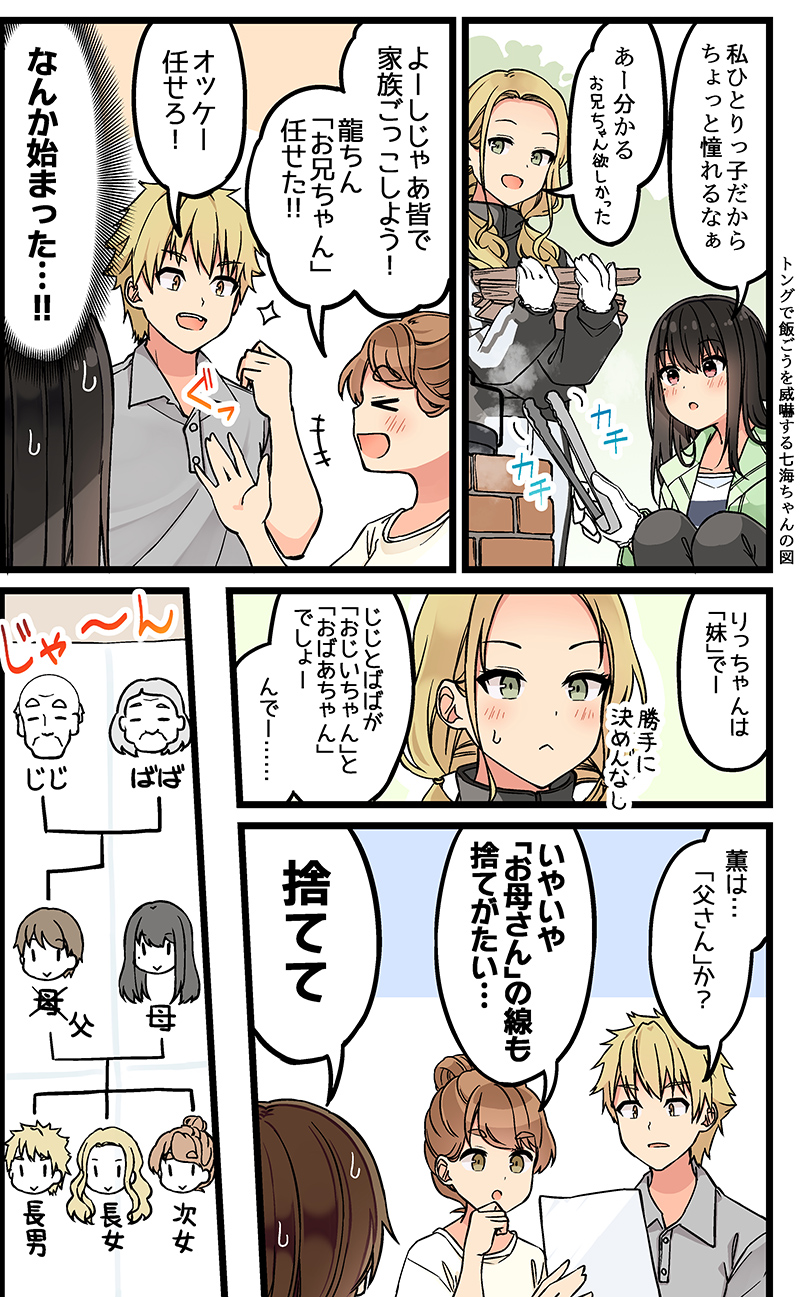 トングで飯ごうを威嚇する七海ちゃんの図
私ひとりっ子だから
ちょっと憧れるなぁ
あー分かる
お兄ちゃん欲しかった
カチ
カチ
よーしじゃあ皆で
家族ごっこしよう！
龍ちん
「お兄ちゃん」
任せた!!
オッケー
任せろ！
ぐっ
なんか始まった…!!
りっちゃんは
「妹」でー
勝手に
決めんなし
じじとばばが
「おじいちゃん」と
「おばあちゃん」
でしょー
んでー……
薫は…
「父さん」か？
いやいや
「お母さん」の線も
捨てがたい…
捨てて
じゃ〜ん
じじ
ばば
母
父
母
長男
長女
次女